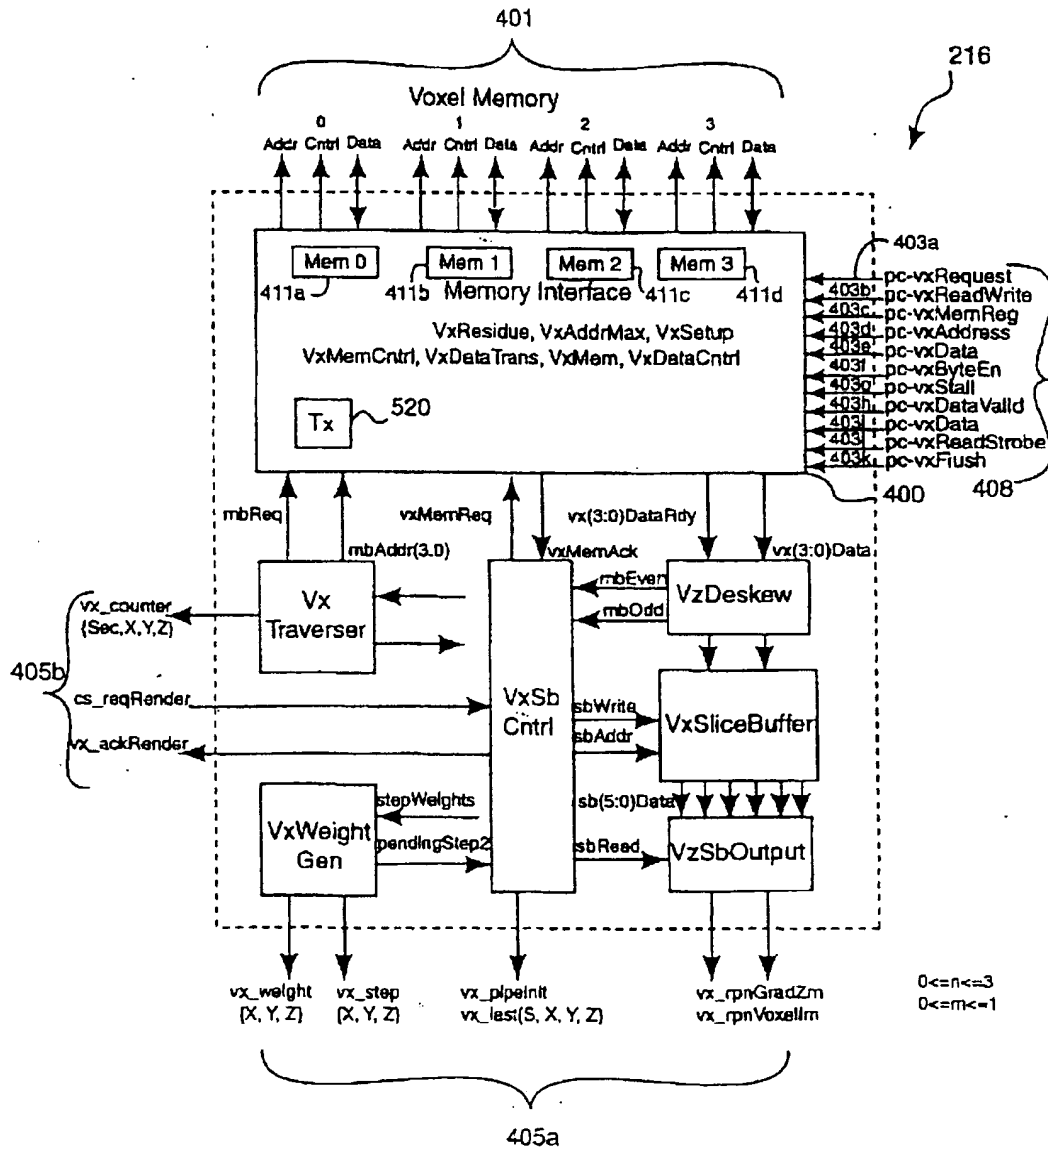 401
216
Voxel Memory
0 1 2 3
Addr Cntrl Data Addr Cntrl Data Addr Cntrl Data Addr Cntrl Data
403a
Mem 0 Mem 1 Mem 2 Mem 3
411a 411b 411c 411d
Memory Interface
VxResidue, VxAddrMax, VxSetup
VxMemCntrl, VxDataTrans, VxMem, VxDataCntrl
Tx
520
pc-vxRequest
403b pc-vxReadWrite
403c pc-vxMemReg
403d pc-vxAddress
403e pc-vxData
403f pc-vxByteEn
403g pc-vxStall
403h pc-vxDataValid
403i pc-vxData
403j pc-vxReadStrobe
403k pc-vxFlush
400
408
mbReq
mbAddr(3.0)
vxMemReq
vxMemAck
vx(3:0)DataRdy
vx(3:0)Data
Vx
Traverser
mbEven
mbOdd
VzDeskew
vx_counter
{Sec,X,Y,Z}
405b
cs_reqRender
vx_ackRender
VxSb
Cntrl
sbWrite
sbAddr
VxSliceBuffer
VxWeight
Gen
stepWeights
pendingStep2
sb(5:0)Data
sbRead
VzSbOutput
vx_weight
{X, Y, Z}
vx_step
{X, Y, Z}
vx_pipeInit
vx_last(S, X, Y, Z}
vx_rpnGradZm
vx_rpnVoxelm
0<=n<=3
0<=m<=1
405a